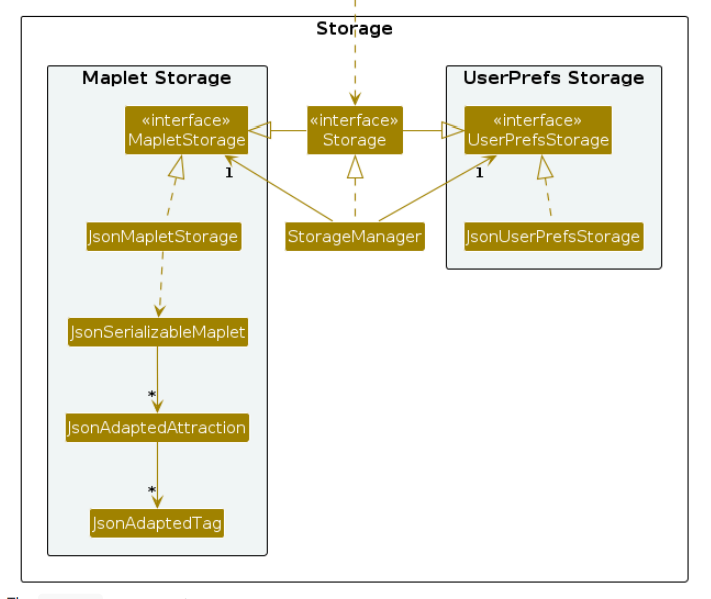 Storage
Maplet Storage
UserPrefs Storage
«interface»
MapletStorage
«interface»
Storage
«interface»
UserPrefsStorage
1
1
JsonMapletStorage
StorageManager
JsonUserPrefsStorage
JsonSerializableMaplet
*
JsonAdaptedAttraction
*
JsonAdaptedTag